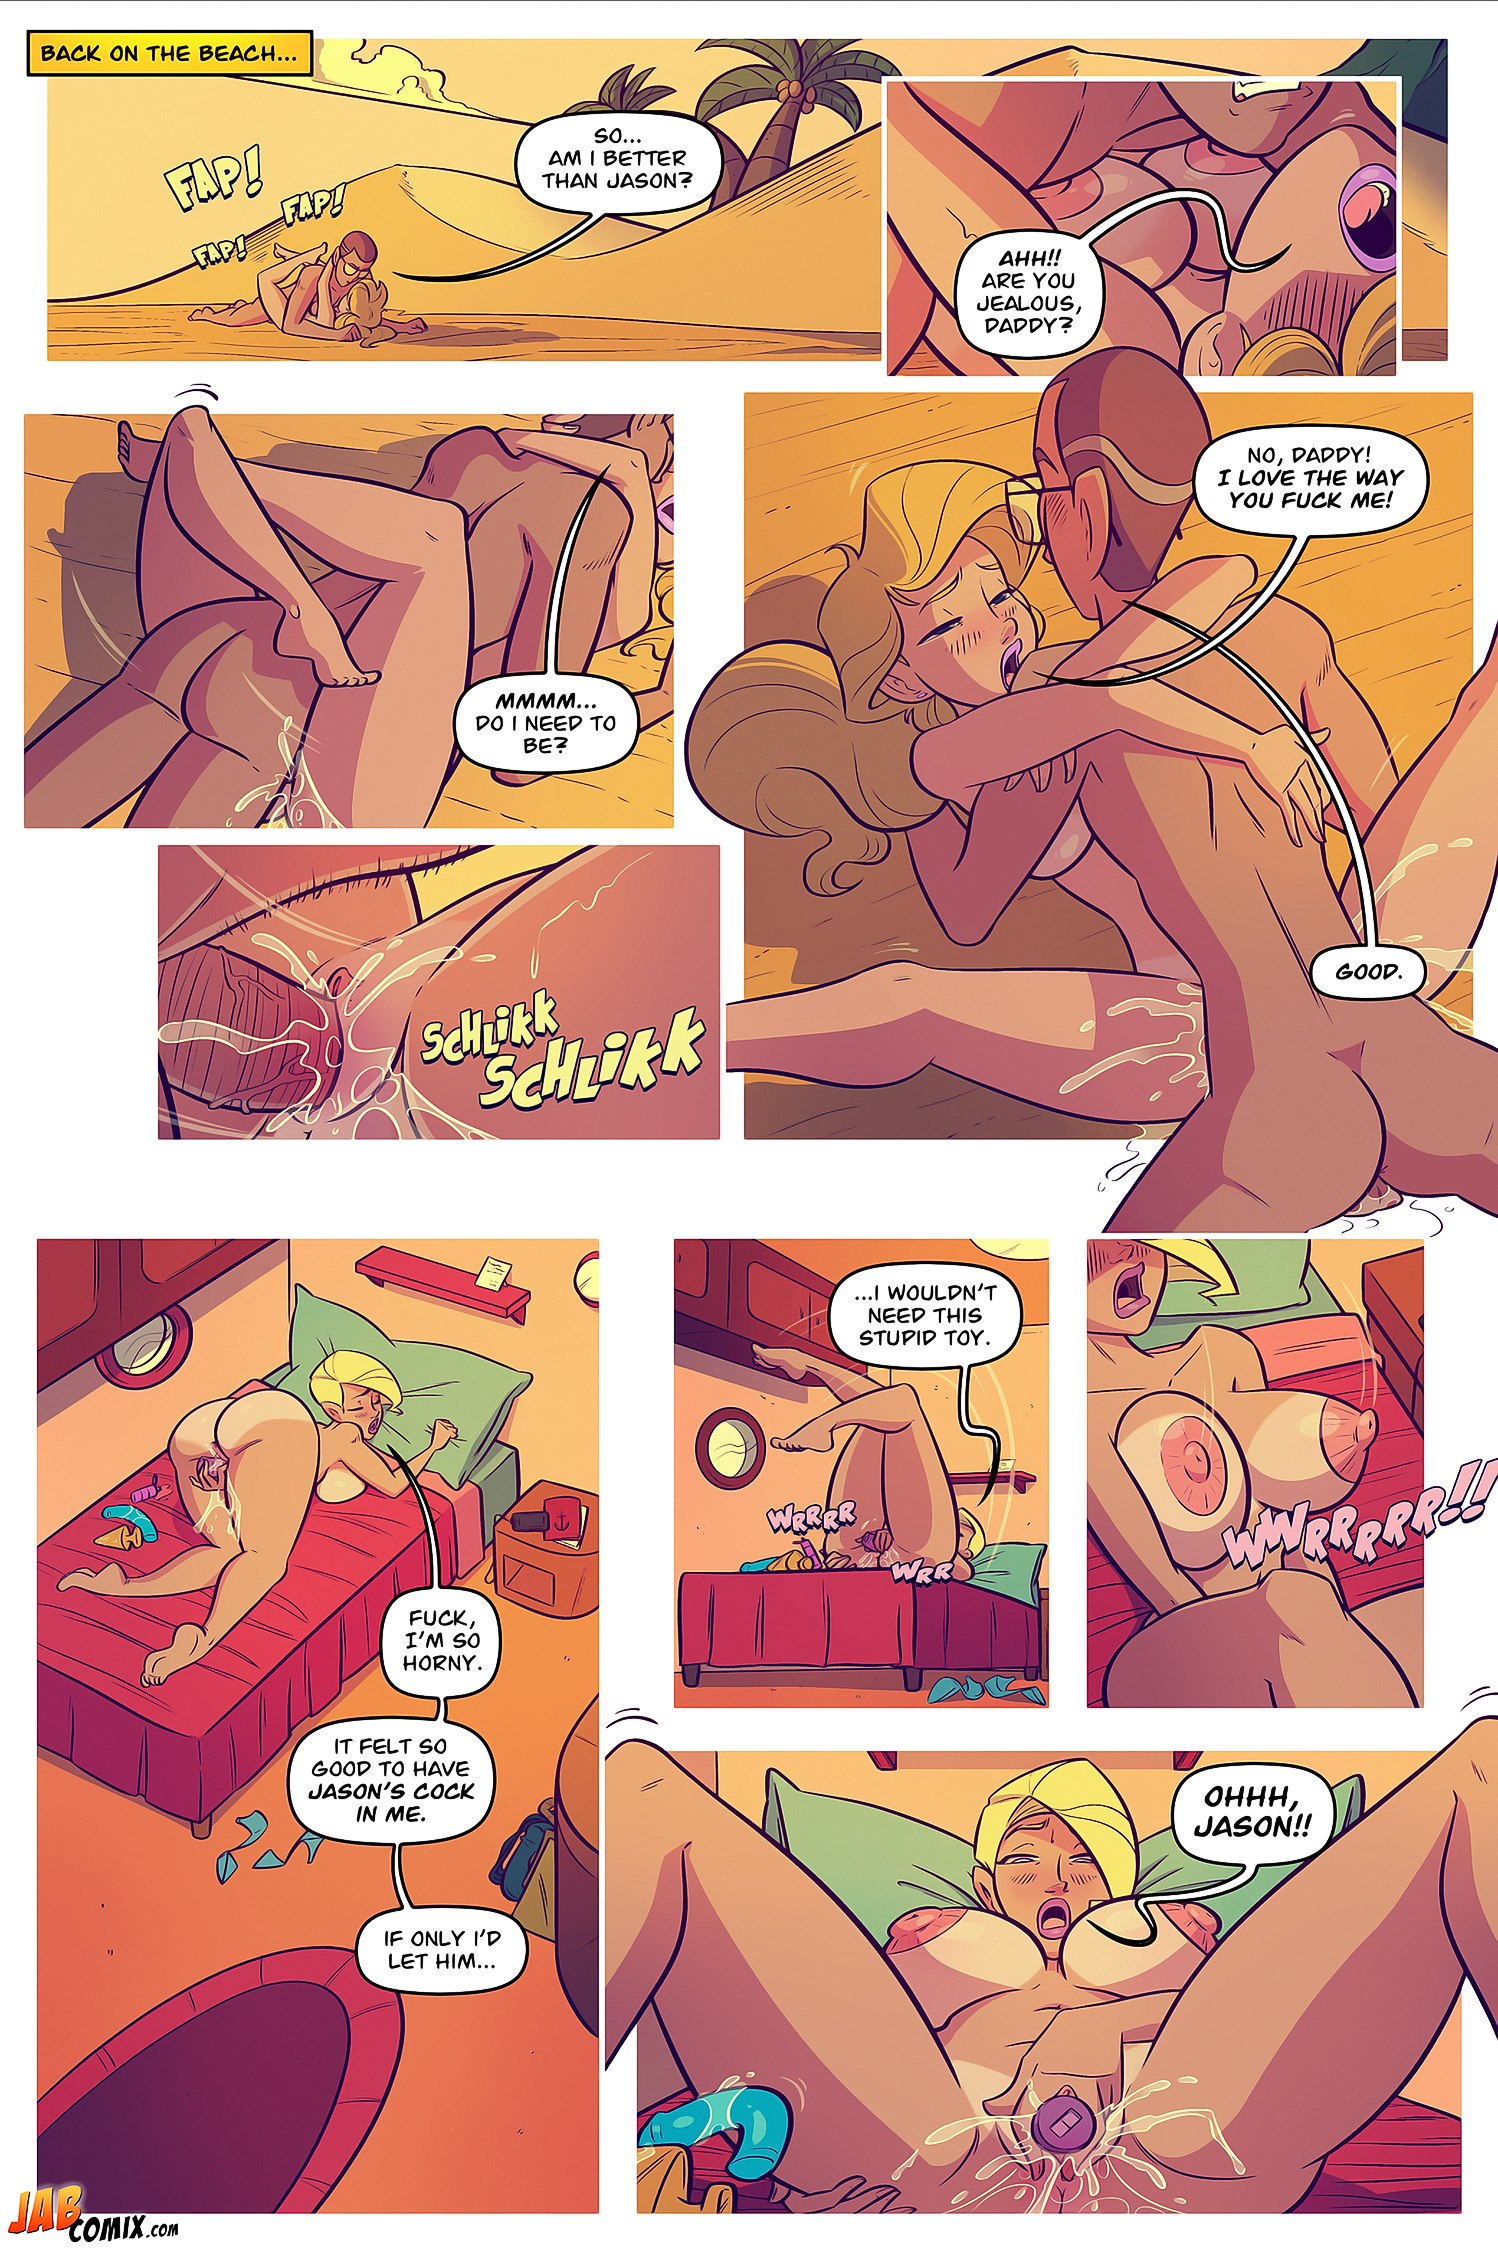 BACK ON THE BEACH...
FAP!
FAP!
FAP!
SO...
AM I BETTER
THAN JASON?
AHH!!
ARE YOU
JEALOUS,
DADDY?
MMMM...
DO I NEED TO
BE?
NO, DADDY!
I LOVE THE WAY
YOU FUCK ME!
GOOD.
SCHLIKK
SCHLIKK
FUCK,
I'M SO
HORNY.
IT FELT SO
GOOD TO HAVE
JASON'S COCK
IN ME.
IF ONLY I'D
LET HIM...
...I WOULDN'T
NEED THIS
STUPID TOY.
WRRRR
WRR
WWRRRRR!!
OHHH,
JASON!!
JAB
COMIX.com